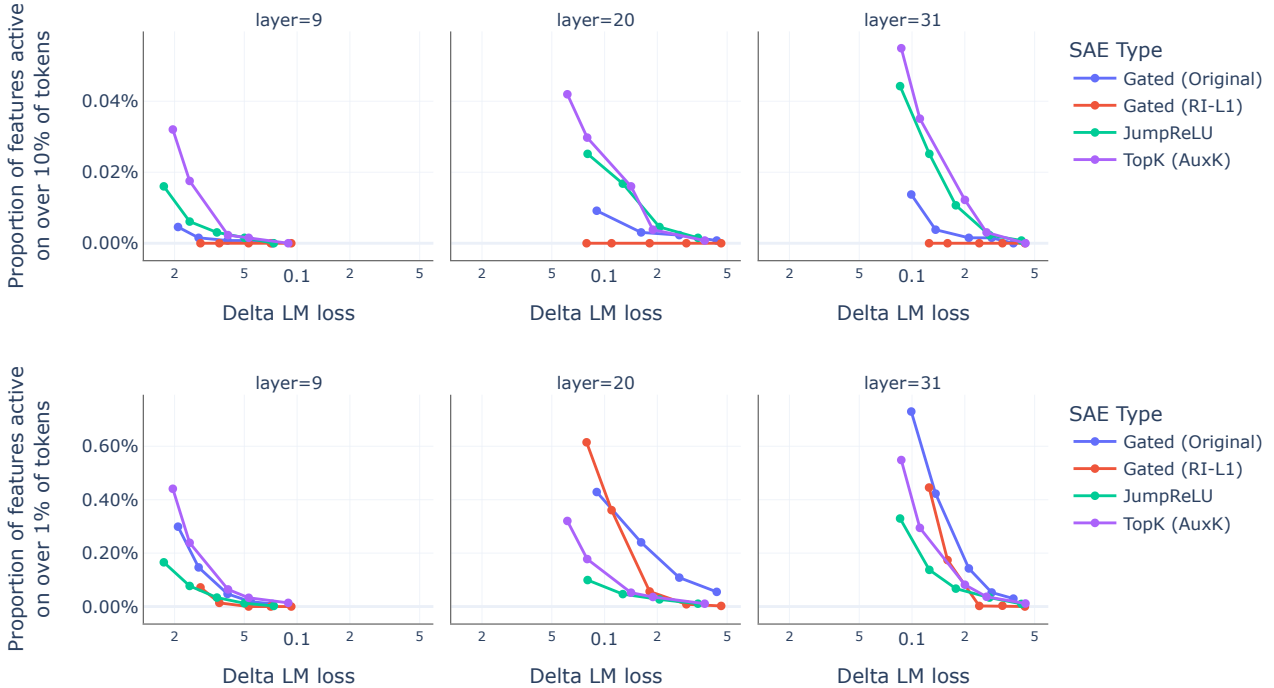 layer=9
layer=20
layer=31
Proportion of features active
on over 10% of tokens
0.04%
0.02%
0.00%
2
5
0.1
2
5
2
5
0.1
2
5
2
5
0.1
2
5
Delta LM loss
Delta LM loss
Delta LM loss
SAE Type
Gated (Original)
Gated (RI-L1)
JumpReLU
TopK (AuxK)
layer=9
layer=20
layer=31
Proportion of features active
on over 1% of tokens
0.60%
0.40%
0.20%
0.00%
2
5
0.1
2
5
2
5
0.1
2
5
2
5
0.1
2
5
Delta LM loss
Delta LM loss
Delta LM loss
SAE Type
Gated (Original)
Gated (RI-L1)
JumpReLU
TopK (AuxK)